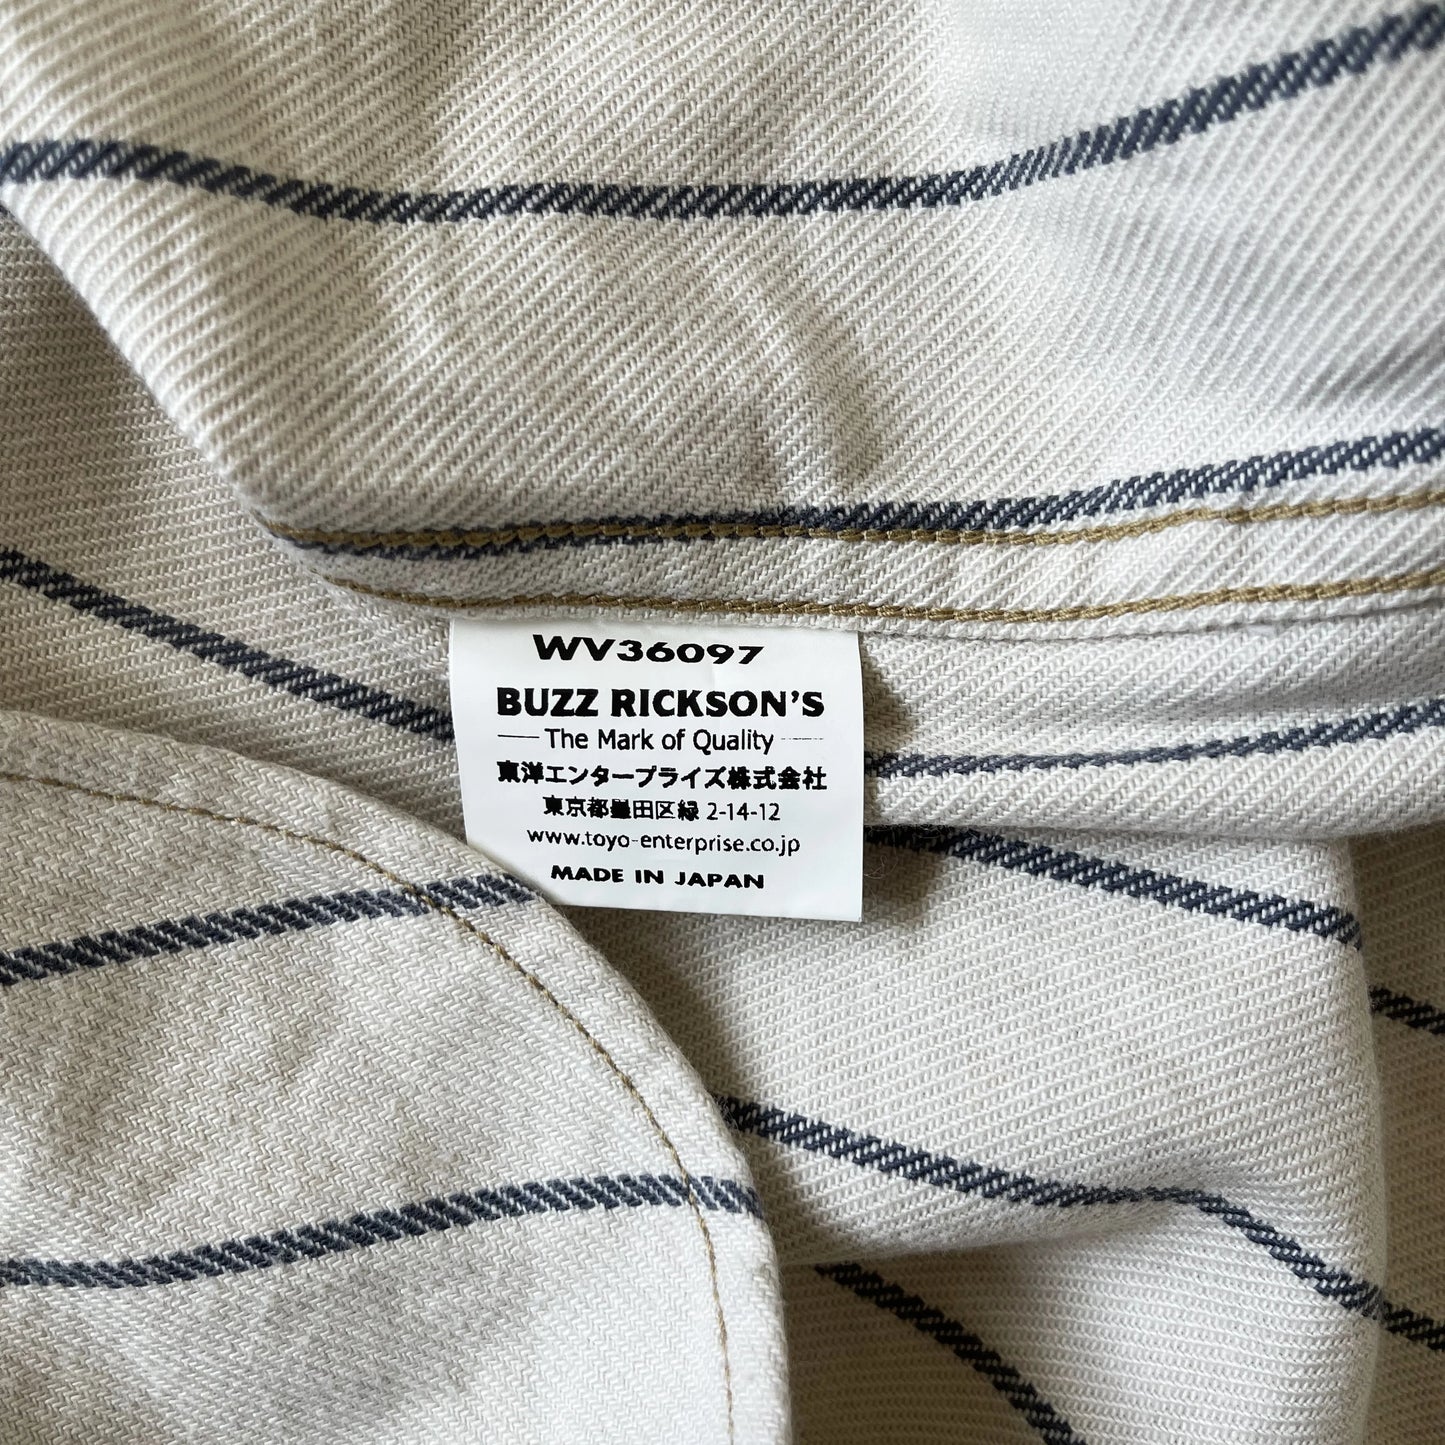 WV36097
BUZZ RICKSON'S
The Mark of Quality
東洋エンタープライズ株式会社
東京都墨田区緑 2-14-12
www.toyo-enterprise.co.jp
MADE IN JAPAN